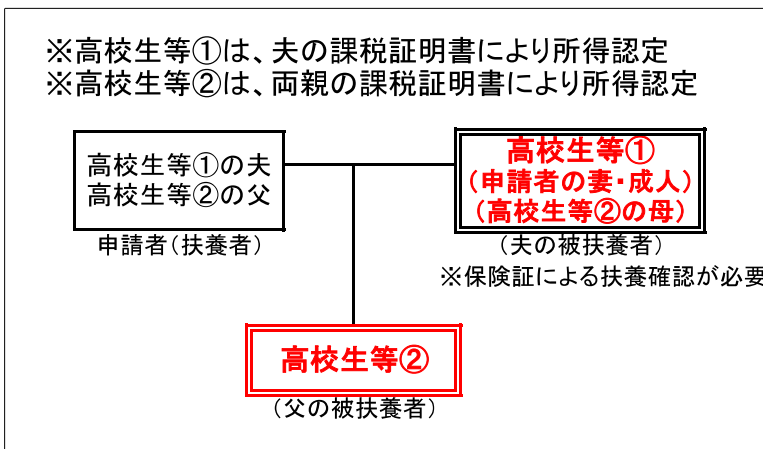 ※高校生等①は、夫の課税証明書により所得認定
※高校生等②は、両親の課税証明書により所得認定
高校生等①の夫
高校生等②の父
申請者(扶養者)
高校生等①
(申請者の妻・成人)
(高校生等②の母)
(夫の被扶養者)
※保険証による扶養確認が必要
高校生等②
(父の被扶養者)